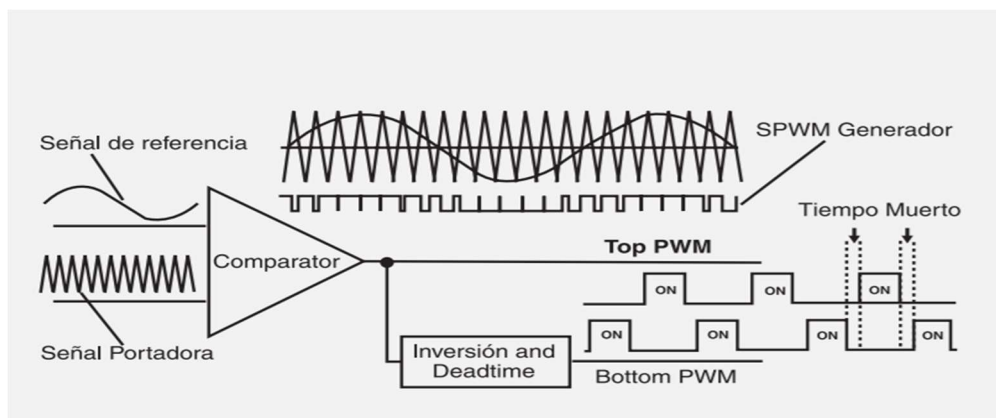 Señal de referencia
SPWM Generador
Tiempo Muerto
Comparator
Top PWM
ON
ON
ON
ON
ON
ON
ON
Señal Portadora
Inversión and
Deadtime
Bottom PWM